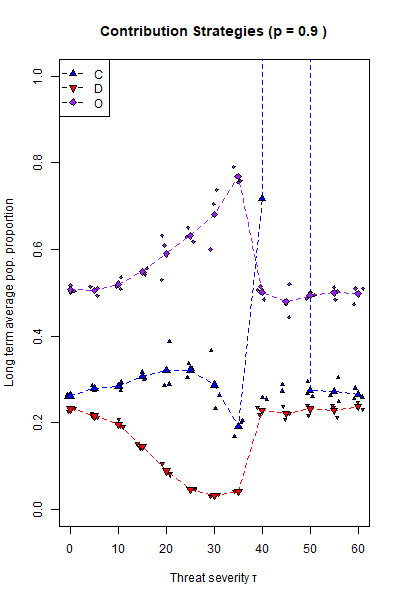 Contribution Strategies (p = 0.9 )
C
D
O
Long term average pop. proportion
0.0
0.2
0.4
0.6
0.8
1.0
0
10
20
30
40
50
60
Threat severity τ